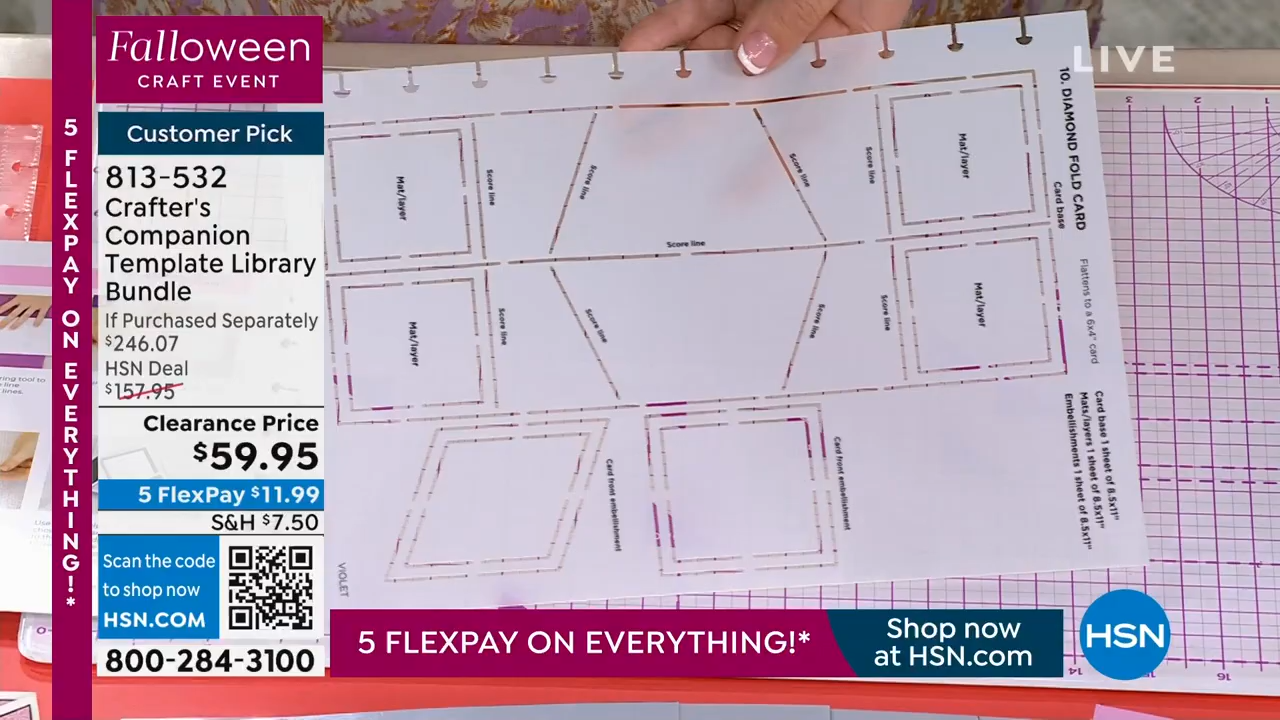 Falloween
CRAFT EVENT
Customer Pick
813-532
Crafter's
Companion
Template Library
Bundle
If Purchased Separately
$246.07
HSN Deal
$157.95
Clearance Price
$59.95
5 FlexPay $11.99
S&H $7.50
Scan the code
to shop now
HSN.COM
800-284-3100
5 FLEXPAY ON EVERYTHING!*
5 FLEXPAY ON EVERYTHING!*
Shop now
at HSN.com
HSN
LIVE
10. DIAMOND FOLD CARD
Card base
Flattens to a 6x4" card
Card base 1 sheet of 8.5x11"
Mats/layers 1 sheet of 8.5x11"
Embellishments 1 sheet of 8.5x11"
Mat/layer
Score line
Score line
Score line
Score line
Mat/layer
Score line
Mat/layer
Score line
Score line
Score line
Score line
Mat/layer
Card front embellishment
Card front embellishment
VIOLET
3
2
1
15
16